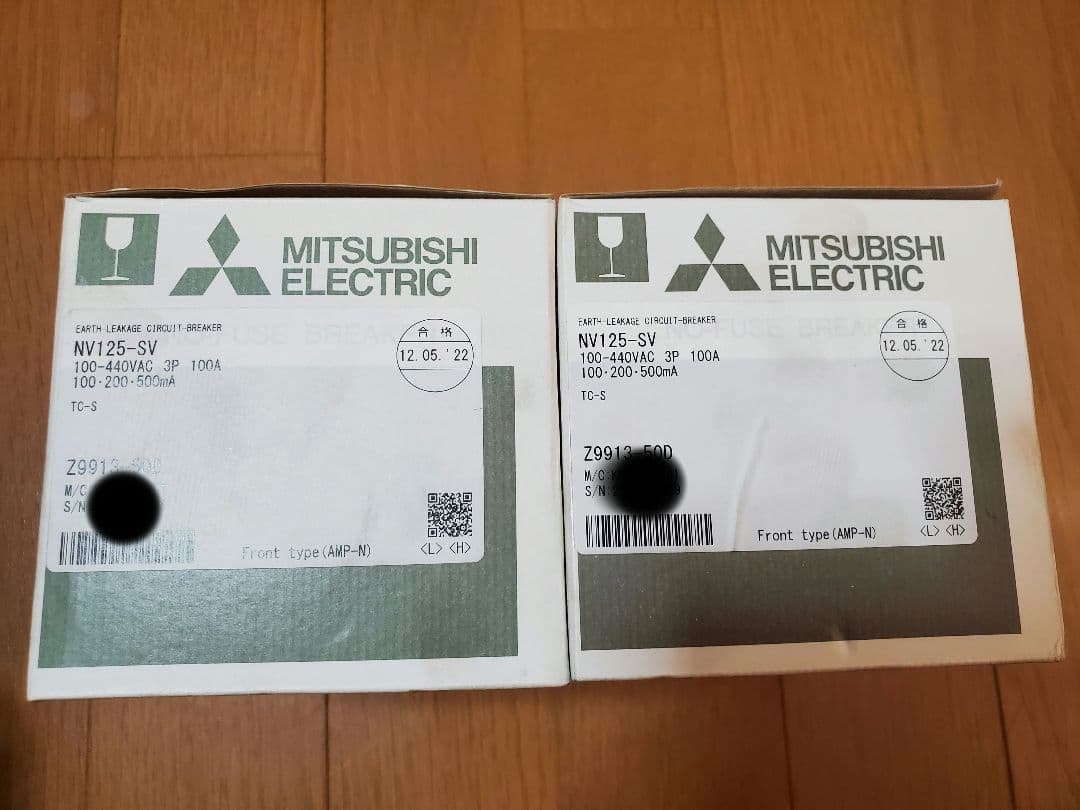 MITSUBISHI
ELECTRIC
EARTH-LEAKAGE CIRCUIT-BREAKER
NV125-SV
100-440VAC 3P 100A
100·200·500mA
TC-S
合格
12.05.'22
Z9913-50D
M/C
S/N
Front type(AMP-N)
<L> <H>
MITSUBISHI
ELECTRIC
EARTH-LEAKAGE CIRCUIT-BREAKER
NV125-SV
100-440VAC 3P 100A
100·200·500mA
TC-S
合格
12.05.'22
Z9913-50D
M/C:
S/N:
Front type(AMP-N)
<L> <H>